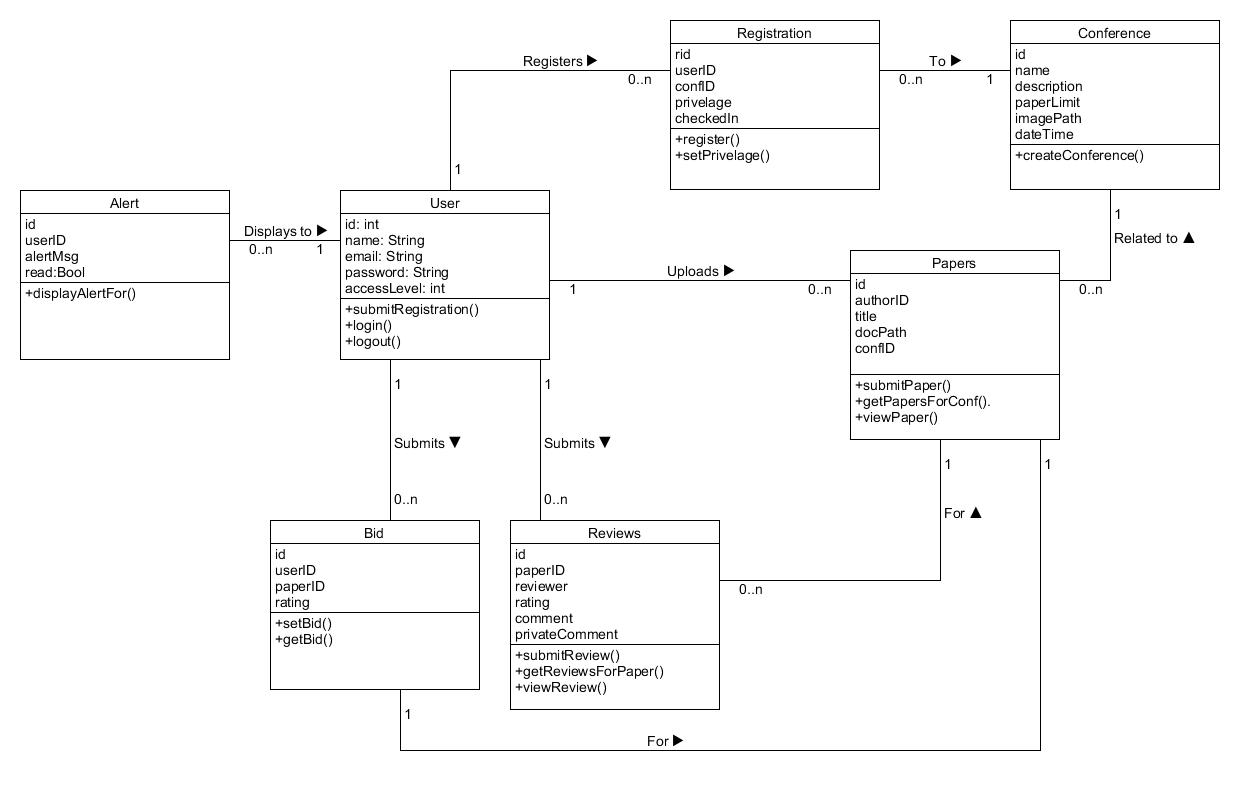 Registration
rid
userID
confID
privelage
checkedIn
+register()
+setPrivelage()
Conference
id
name
description
paperLimit
imagePath
dateTime
+createConference()
Registers ▶
0..n
1
To ▶
0..n
1
Alert
id
userID
alertMsg
read:Bool
+displayAlertFor()
Displays to ▶
0..n
1
User
id: int
name: String
email: String
password: String
accessLevel: int
+submitRegistration()
+login()
+logout()
Uploads ▶
1
0..n
1
Related to ▲
0..n
Papers
id
authorID
title
docPath
confID
+submitPaper()
+getPapersForConf().
+viewPaper()
1
Submits ▼
0..n
1
Submits ▼
0..n
1
For ▲
0..n
1
Bid
id
userID
paperID
rating
+setBid()
+getBid()
Reviews
id
paperID
reviewer
rating
comment
privateComment
+submitReview()
+getReviewsForPaper()
+viewReview()
1
For ▶